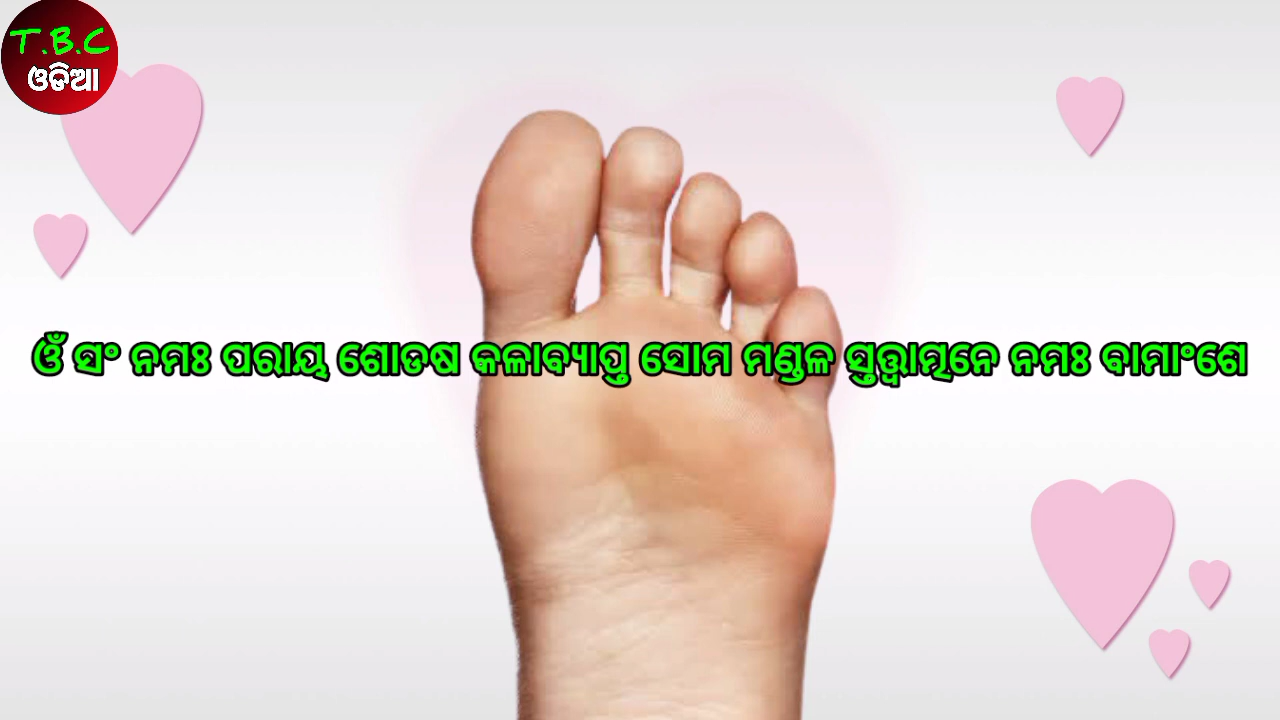 T.B.C
ଓଡିଆ
ଓଁ ସଂ ନମଃ ପରାୟ ଶୋଡଷ କଳାବ୍ୟାପ୍ତ ସୋମ ମଣ୍ଡଳ ସ୍ତତ୍ତ୍ୱାତ୍ମନେ ନମଃ ବାମାଂଶେ